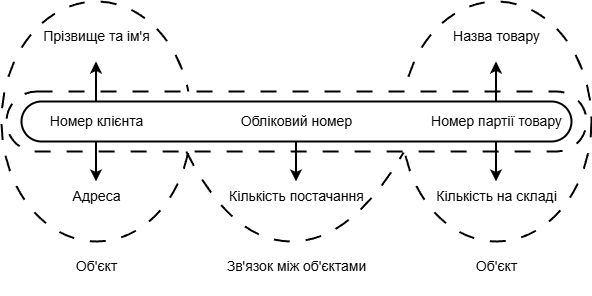 Прізвище та ім'я
Назва товару
Номер клієнта
Обліковий номер
Номер партії товару
Адреса
Кількість постачання
Кількість на складі
Об'єкт
Зв'язок між об'єктами
Об'єкт